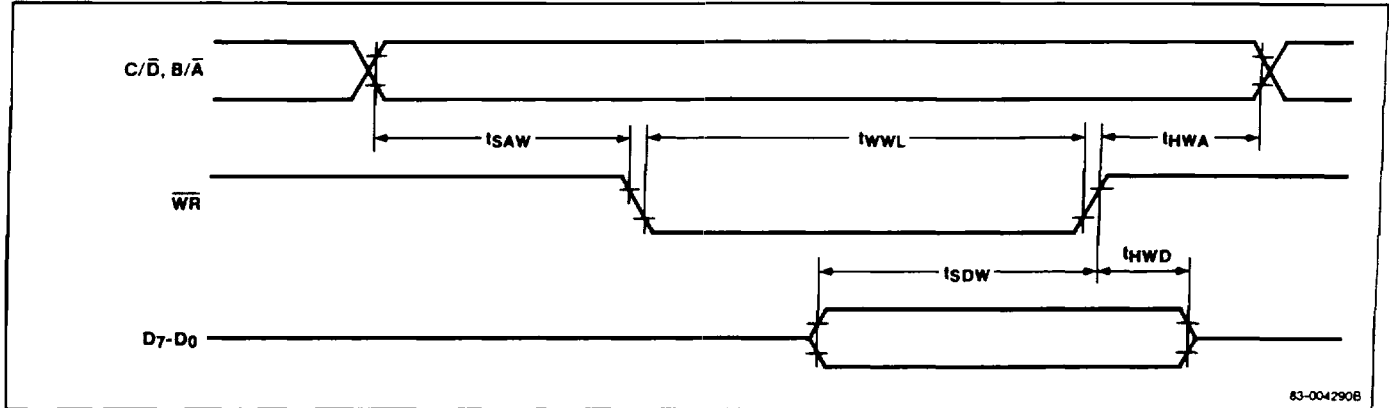 C/D̅, B/A̅
tSAW
tWWL
tHWA
W̅R̅
tSDW
tHWD
D7-D0
83-004290B